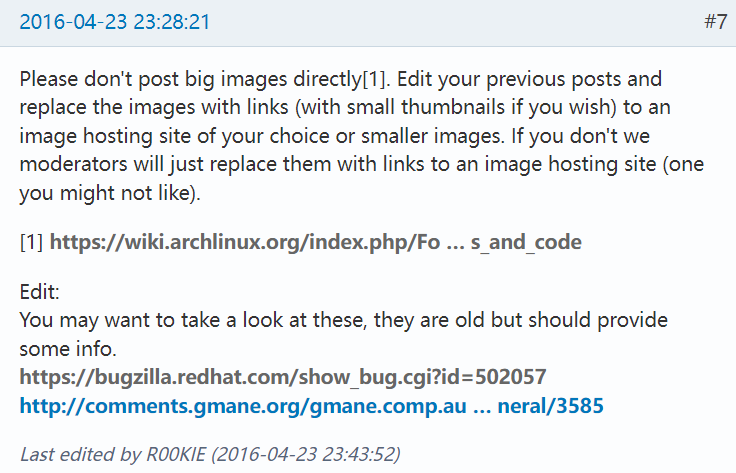 2016-04-23 23:28:21 #7
Please don't post big images directly[1]. Edit your previous posts and
replace the images with links (with small thumbnails if you wish) to an
image hosting site of your choice or smaller images. If you don't we
moderators will just replace them with links to an image hosting site (one
you might not like).
[1] https://wiki.archlinux.org/index.php/Fo … s_and_code
Edit:
You may want to take a look at these, they are old but should provide
some info.
https://bugzilla.redhat.com/show_bug.cgi?id=502057
http://comments.gmane.org/gmane.comp.au … neral/3585
Last edited by R00KIE (2016-04-23 23:43:52)